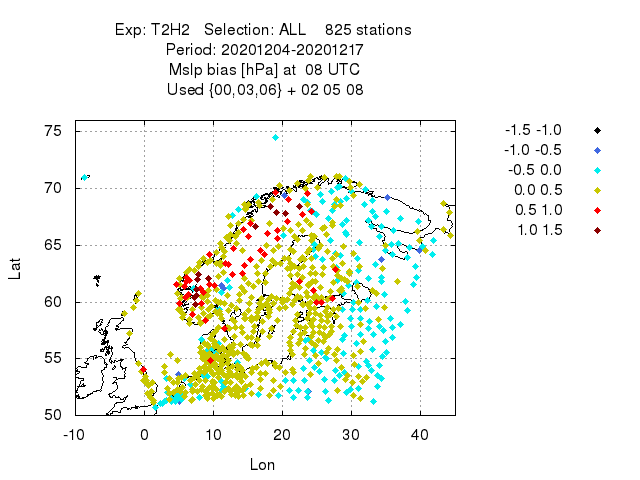 Exp: T2H2 Selection: ALL 825 stations
Period: 20201204-20201217
Mslp bias [hPa] at 08 UTC
Used {00,03,06} + 02 05 08
75
70
65
60
55
50
Lat
-10 0 10 20 30 40
Lon
-1.5 -1.0
-1.0 -0.5
-0.5 0.0
0.0 0.5
0.5 1.0
1.0 1.5